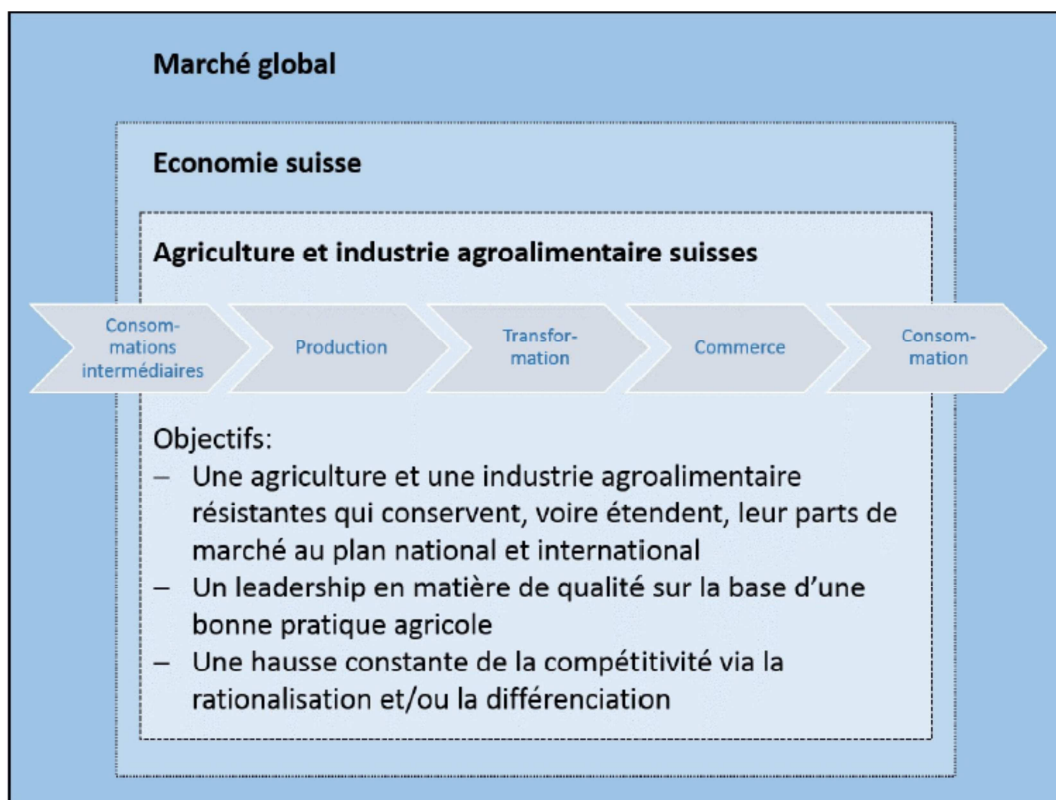 Marché global
Economie suisse
Agriculture et industrie agroalimentaire suisses
Consom-
mations
intermédiaires
Production
Transfor-
mation
Commerce
Consom-
mation
Objectifs:
– Une agriculture et une industrie agroalimentaire
résistantes qui conservent, voire étendent, leur parts de
marché au plan national et international
– Un leadership en matière de qualité sur la base d’une
bonne pratique agricole
– Une hausse constante de la compétitivité via la
rationalisation et/ou la différenciation